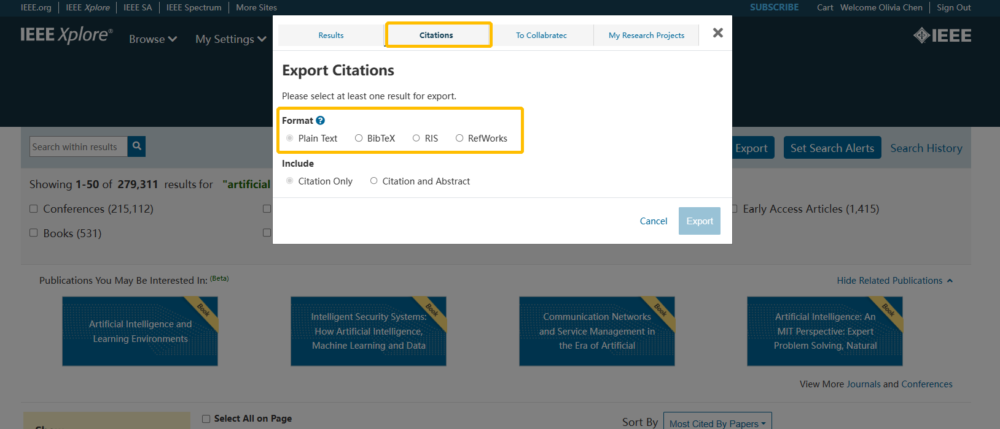 IEEE.org IEEE Xplore IEEE SA IEEE Spectrum More Sites SUBSCRIBE Cart Welcome Olivia Chen Sign Out
IEEE Xplore® Browse My Settings IEEE
Results Citations To Collabratec My Research Projects
Export Citations
Please select at least one result for export.
Format ?
Plain Text BibTeX RIS RefWorks
Search within results Export Set Search Alerts Search History
Include
Citation Only Citation and Abstract
Showing 1-50 of 279,311 results for "artificial
Conferences (215,112) Early Access Articles (1,415)
Cancel Export
Books (531)
Publications You May Be Interested In: (Beta) Hide Related Publications
Book Book Book Book
Artificial Intelligence and
Learning Environments
Intelligent Security Systems:
How Artificial Intelligence,
Machine Learning and Data
Communication Networks
and Service Management in
the Era of Artificial
Artificial Intelligence: An
MIT Perspective: Expert
Problem Solving, Natural
View More Journals and Conferences
Select All on Page
Show
Sort By Most Cited By Papers